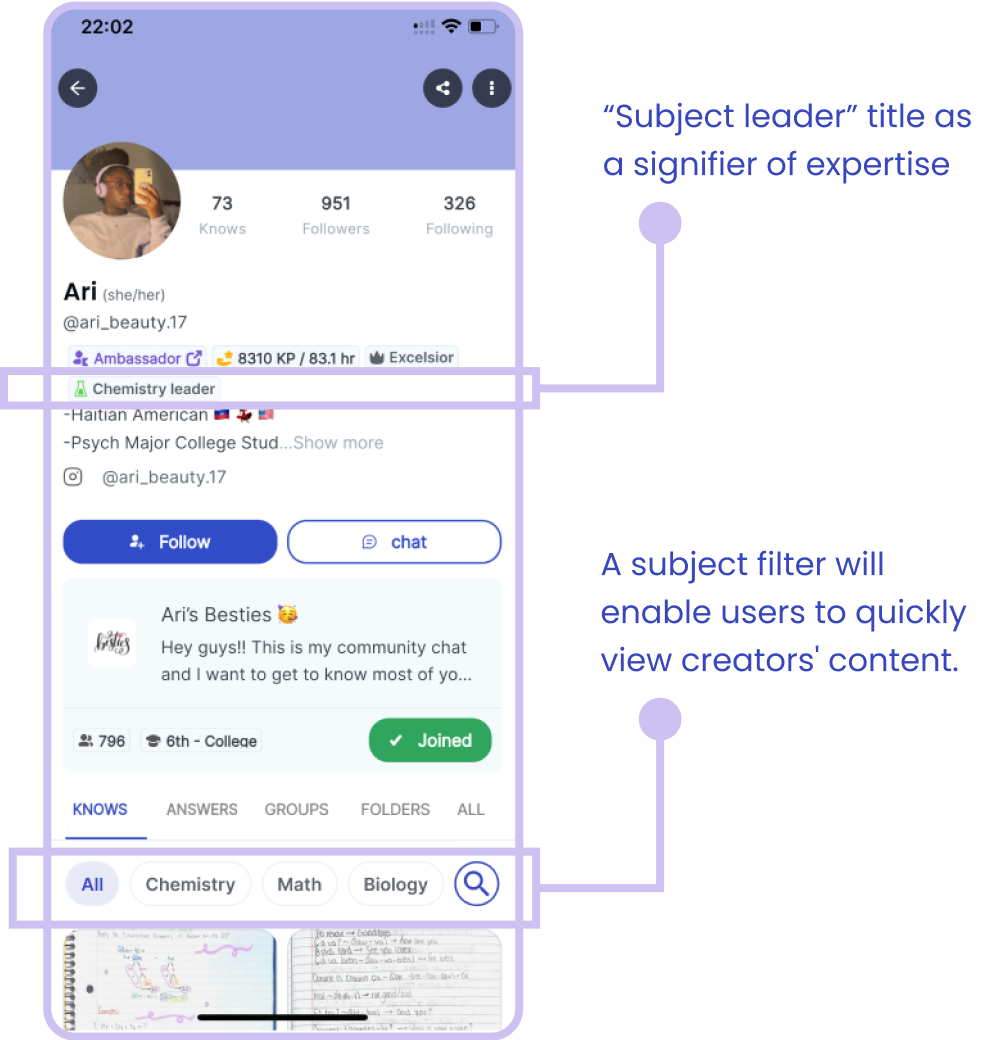 22:02
“Subject leader” title as
a signifier of expertise
73
951
326
Knows
Followers
Following
Ari (she/her)
@ari_beauty.17
Ambassador
8310 KP / 83.1 hr
Excelsior
Chemistry leader
-Haitian American 🇭🇹 🇺🇸
-Psych Major College Stud...Show more
@ari_beauty.17
Follow
chat
A subject filter will
enable users to quickly
view creators' content.
Ari’s Besties 🥳
besties
Hey guys!! This is my community chat
and I want to get to know most of yo...
796
6th - College
Joined
KNOWS
ANSWERS
GROUPS
FOLDERS
ALL
All
Chemistry
Math
Biology